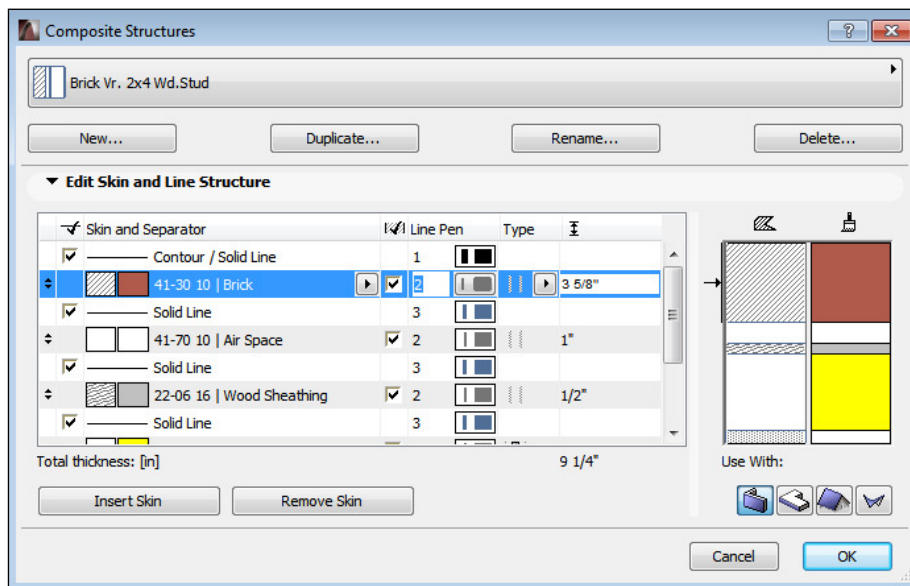 Composite Structures
Brick Vr. 2x4 Wd.Stud
New... Duplicate... Rename... Delete...
Edit Skin and Line Structure
Skin and Separator Line Pen Type
Contour / Solid Line 1
41-30 10 | Brick 2 3 5/8"
Solid Line 3
41-70 10 | Air Space 2 1"
Solid Line 3
22-06 16 | Wood Sheathing 2 1/2"
Solid Line 3
Total thickness: [in] 9 1/4" Use With:
Insert Skin Remove Skin
Cancel OK